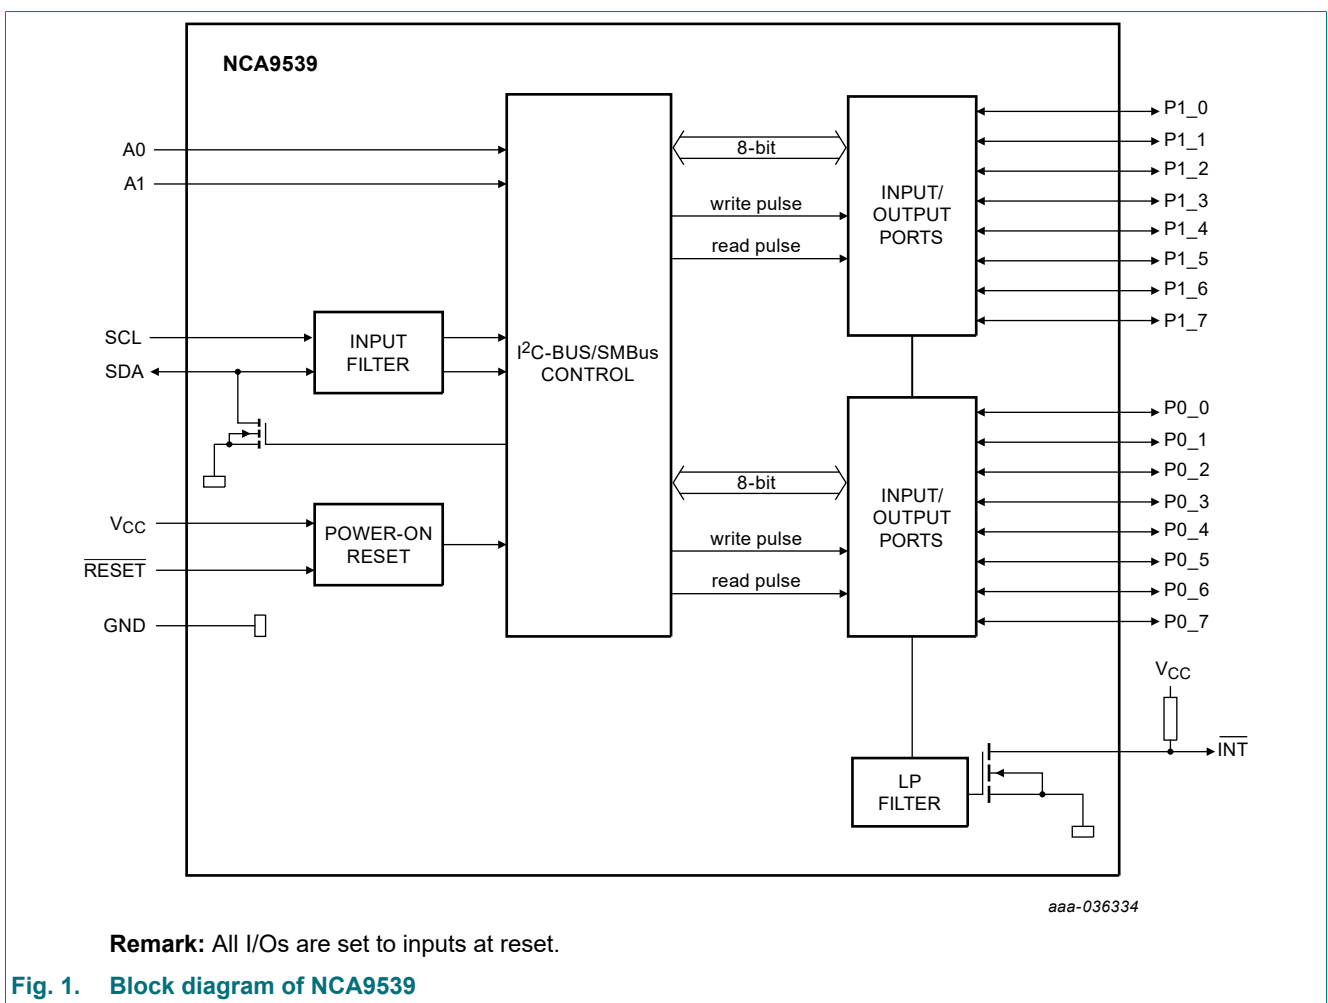 NCA9539
A0
A1
SCL
SDA
VCC
RESET
GND
INPUT
FILTER
POWER-ON
RESET
I2C-BUS/SMBus
CONTROL
8-bit
write pulse
read pulse
8-bit
write pulse
read pulse
INPUT/
OUTPUT
PORTS
INPUT/
OUTPUT
PORTS
P1_0
P1_1
P1_2
P1_3
P1_4
P1_5
P1_6
P1_7
P0_0
P0_1
P0_2
P0_3
P0_4
P0_5
P0_6
P0_7
VCC
INT
LP
FILTER
aaa-036334
Remark: All I/Os are set to inputs at reset.
Fig. 1. Block diagram of NCA9539